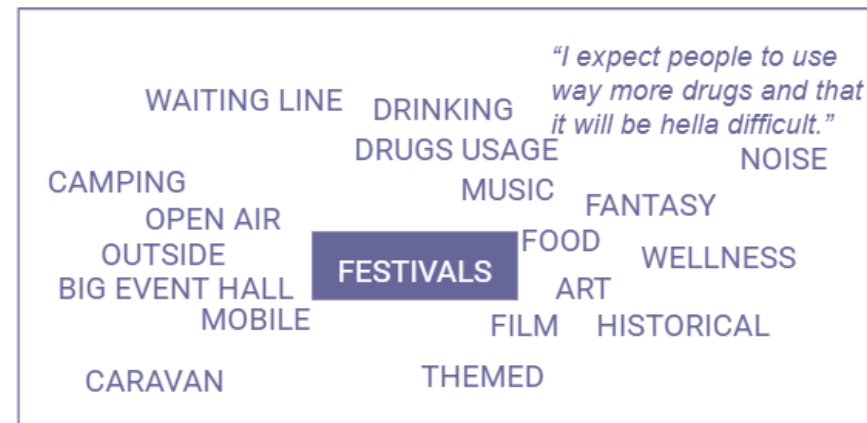 “I expect people to use
way more drugs and that
it will be hella difficult.”
WAITING LINE
DRINKING
DRUGS USAGE
NOISE
CAMPING
MUSIC
FANTASY
OPEN AIR
FOOD
OUTSIDE
WELLNESS
FESTIVALS
BIG EVENT HALL
ART
MOBILE
FILM
HISTORICAL
CARAVAN
THEMED